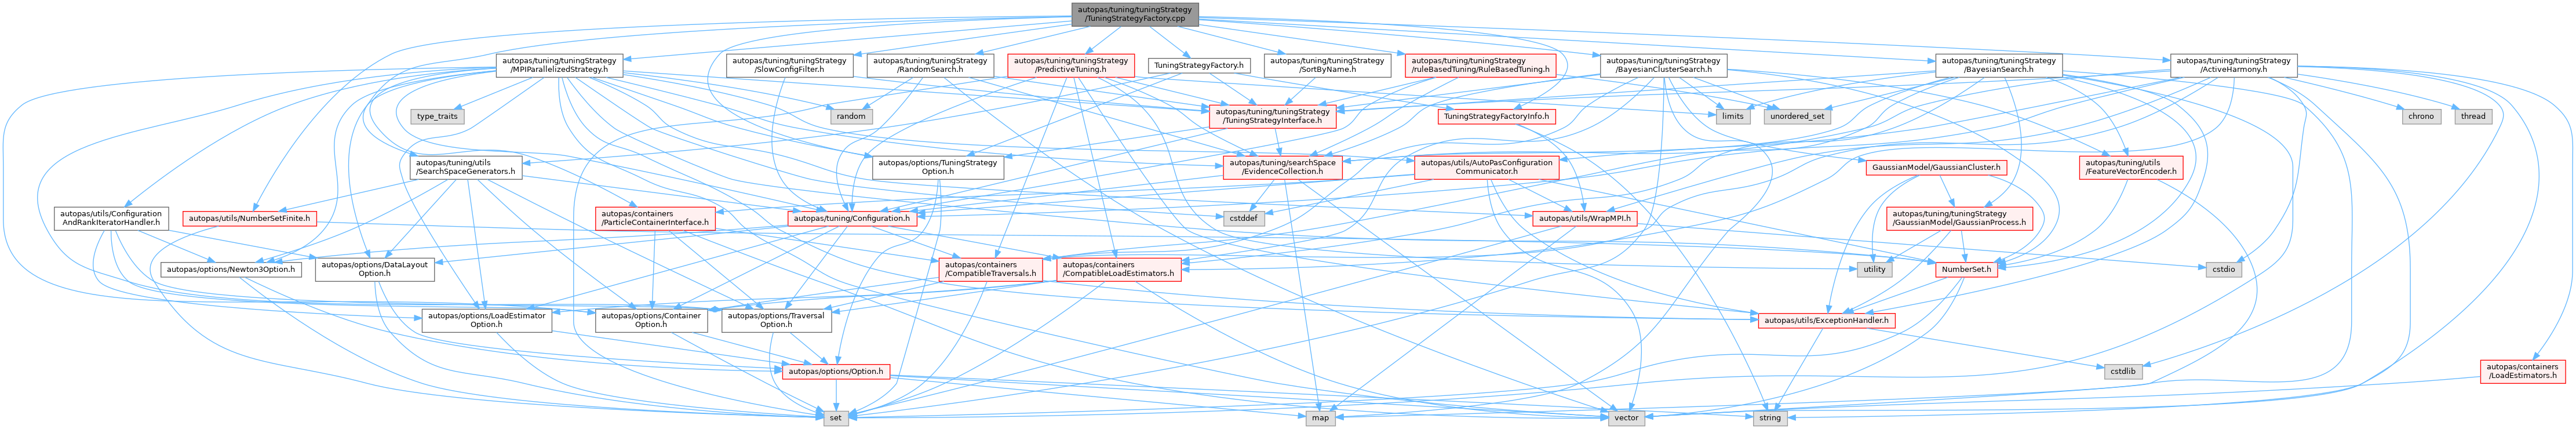 autopas/tuning/tuningStrategy
/TuningStrategyFactory.cpp
autopas/tuning/tuningStrategy
/MPIParallelizedStrategy.h
autopas/tuning/tuningStrategy
/SlowConfigFilter.h
autopas/tuning/tuningStrategy
/RandomSearch.h
autopas/tuning/tuningStrategy
/PredictiveTuning.h
TuningStrategyFactory.h
autopas/tuning/tuningStrategy
/SortByName.h
autopas/tuning/tuningStrategy
/ruleBasedTuning/RuleBasedTuning.h
autopas/tuning/tuningStrategy
/BayesianClusterSearch.h
autopas/tuning/tuningStrategy
/BayesianSearch.h
autopas/tuning/tuningStrategy
/ActiveHarmony.h
type_traits
random
autopas/tuning/tuningStrategy
/TuningStrategyInterface.h
TuningStrategyFactoryInfo.h
limits
unordered_set
chrono
thread
autopas/tuning/utils
/SearchSpaceGenerators.h
autopas/options/TuningStrategy
Option.h
autopas/tuning/searchSpace
/EvidenceCollection.h
autopas/utils/AutoPasConfiguration
Communicator.h
GaussianModel/GaussianCluster.h
autopas/tuning/utils
/FeatureVectorEncoder.h
autopas/utils/Configuration
AndRankIteratorHandler.h
autopas/utils/NumberSetFinite.h
autopas/containers
/ParticleContainerInterface.h
autopas/tuning/Configuration.h
cstddef
autopas/utils/WrapMPI.h
autopas/tuning/tuningStrategy
/GaussianModel/GaussianProcess.h
autopas/options/Newton3Option.h
autopas/options/DataLayout
Option.h
autopas/containers
/CompatibleTraversals.h
autopas/containers
/CompatibleLoadEstimators.h
utility
NumberSet.h
cstdio
autopas/options/LoadEstimator
Option.h
autopas/options/Container
Option.h
autopas/options/Traversal
Option.h
autopas/utils/ExceptionHandler.h
autopas/options/Option.h
cstdlib
autopas/containers
/LoadEstimators.h
set
map
vector
string